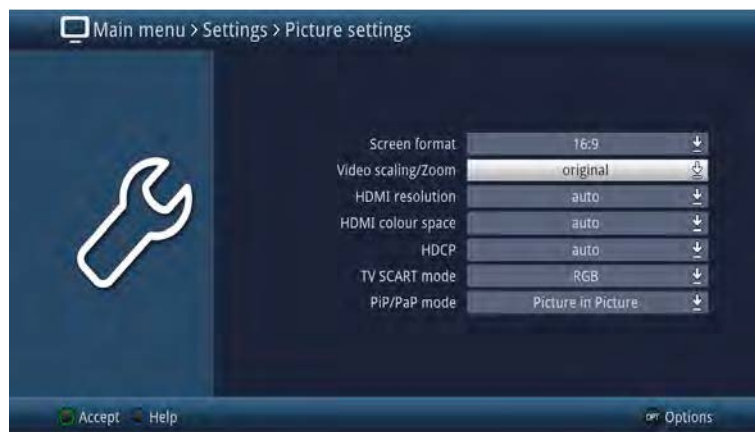 Main menu > Settings > Picture settings
Screen format 16:9
Video scaling/Zoom original
HDMI resolution auto
HDMI colour space auto
HDCP auto
TV SCART mode RGB
PiP/PaP mode Picture in Picture
Accept Help OPT Options